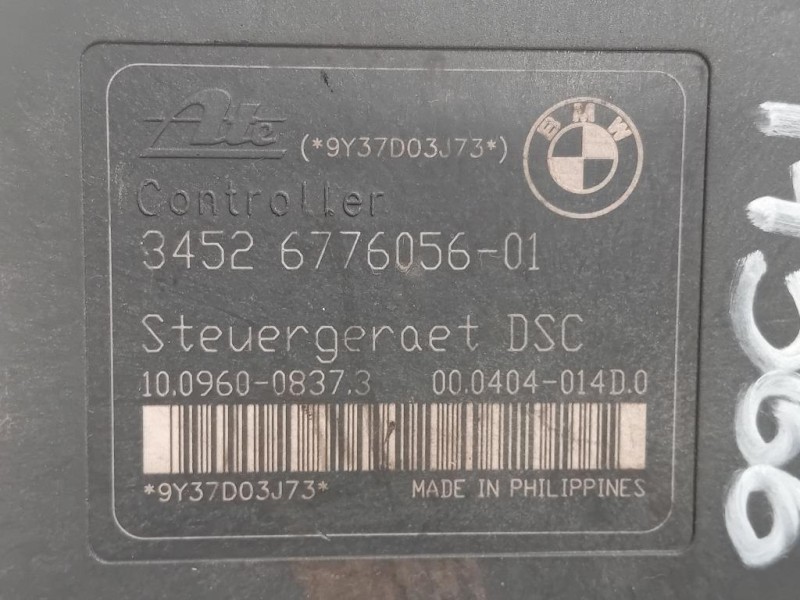 Ate (*9Y37D03J73*)
BMW
Controller
3452 6776056-01
Steuergeraet DSC
10.0960-0837.3 00.0404-014D.0
*9Y37D03J73*
MADE IN PHILIPPINES